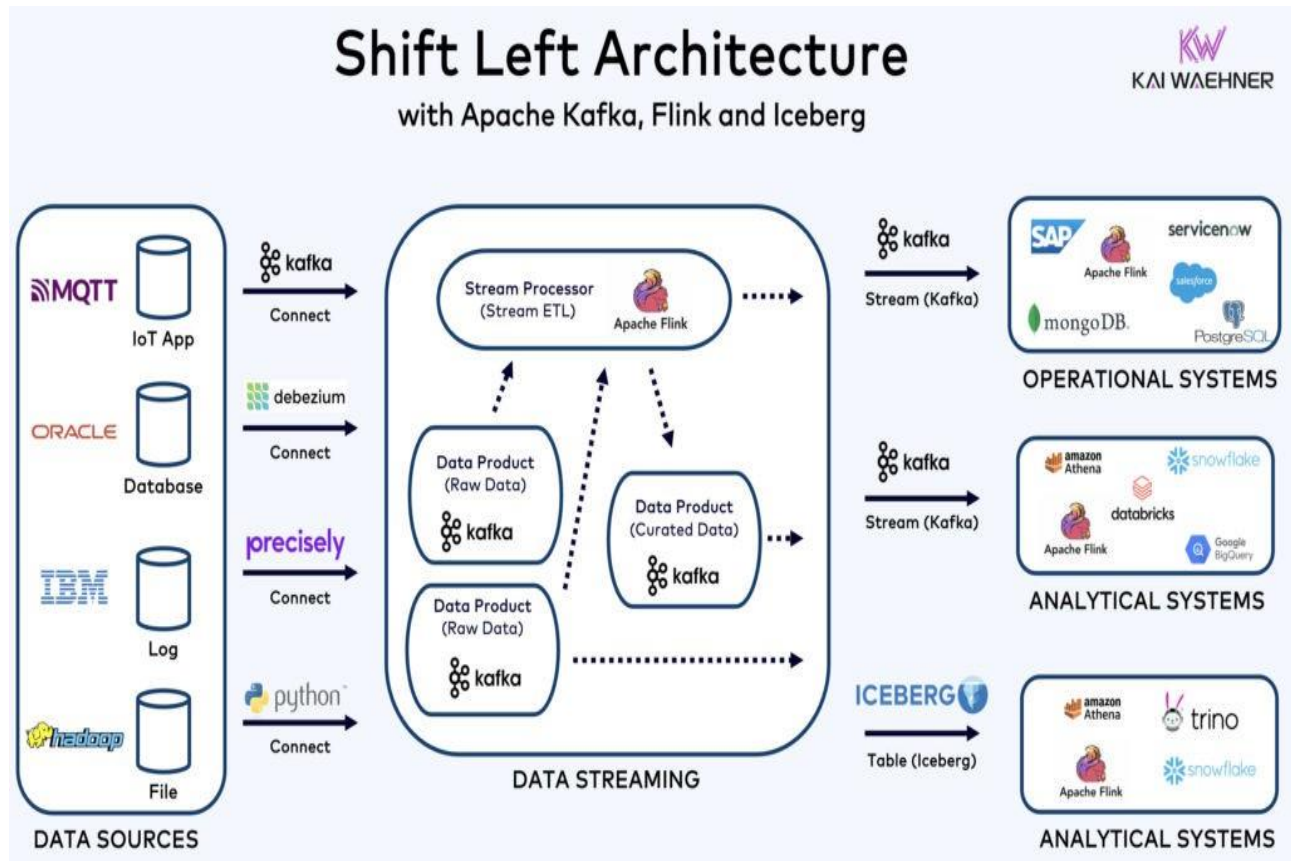 Shift Left Architecture
with Apache Kafka, Flink and Iceberg
KW
KAI WAEHNER
MQTT
IoT App
ORACLE
Database
IBM
Log
hadoop
File
DATA SOURCES
kafka
Connect
debezium
Connect
precisely
Connect
python
Connect
Stream Processor
(Stream ETL)
Apache Flink
Data Product
(Raw Data)
kafka
Data Product
(Raw Data)
kafka
Data Product
(Curated Data)
kafka
DATA STREAMING
kafka
Stream (Kafka)
kafka
Stream (Kafka)
ICEBERG
Table (Iceberg)
SAP
Apache Flink
servicenow
salesforce
mongoDB.
PostgreSQL
OPERATIONAL SYSTEMS
amazon
Athena
snowflake
databricks
Apache Flink
Google
BigQuery
ANALYTICAL SYSTEMS
amazon
Athena
trino
Apache Flink
snowflake
ANALYTICAL SYSTEMS